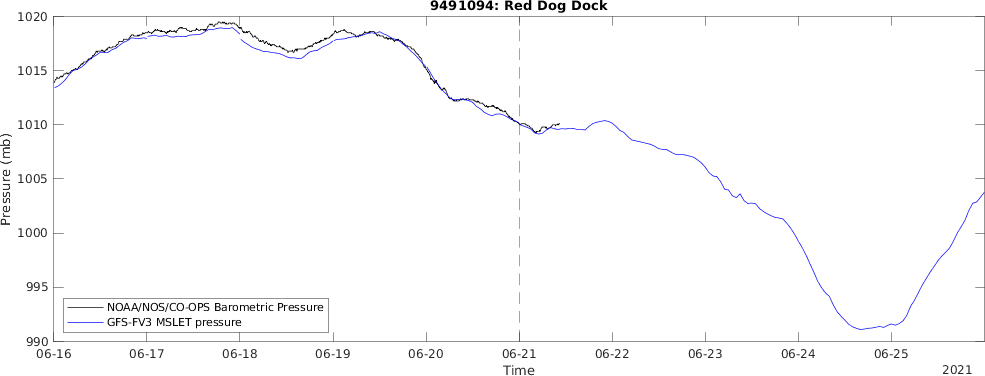 9491094: Red Dog Dock
Pressure (mb)
1020
1015
1010
1005
1000
995
990
NOAA/NOS/CO-OPS Barometric Pressure
GFS-FV3 MSLET pressure
06-16 06-17 06-18 06-19 06-20 06-21 06-22 06-23 06-24 06-25
Time
2021